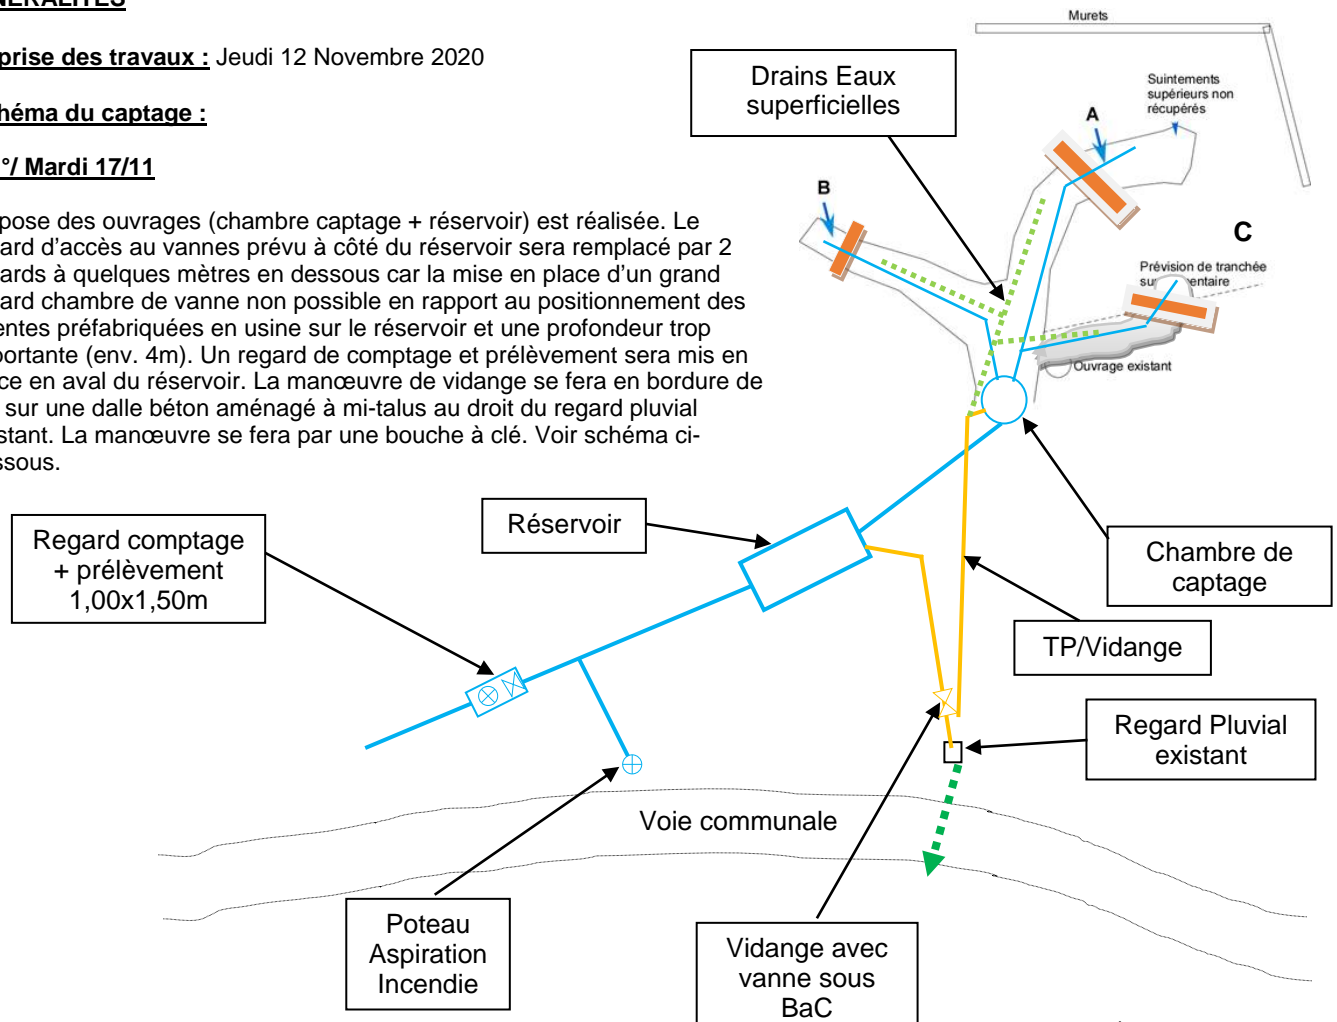 NÉRALITÉS
prise des travaux : Jeudi 12 Novembre 2020
héma du captage :
°/ Mardi 17/11
pose des ouvrages (chambre captage + réservoir) est réalisée. Le
ard d’accès au vannes prévu à côté du réservoir sera remplacé par 2
ards à quelques mètres en dessous car la mise en place d’un grand
ard chambre de vanne non possible en rapport au positionnement des
entes préfabriquées en usine sur le réservoir et une profondeur trop
portante (env. 4m). Un regard de comptage et prélèvement sera mis en
ce en aval du réservoir. La manœuvre de vidange se fera en bordure de
sur une dalle béton aménagé à mi-talus au droit du regard pluvial
stant. La manœuvre se fera par une bouche à clé. Voir schéma ci-
ssous.
Murets
Drains Eaux
superficielles
Suintements
supérieurs non
récupérés
A
B
C
Prévision de tranchée
su entaire
Ouvrage existant
Réservoir
Regard comptage
+ prélèvement
1,00x1,50m
Chambre de
captage
TP/Vidange
Regard Pluvial
existant
Voie communale
Poteau
Aspiration
Incendie
Vidange avec
vanne sous
BaC